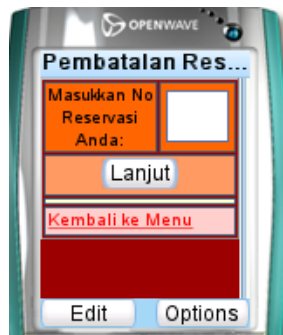 OPENWAVE
Pembatalan Res...
Masukkan No
Reservasi
Anda:
Lanjut
Kembali ke Menu
Edit Options